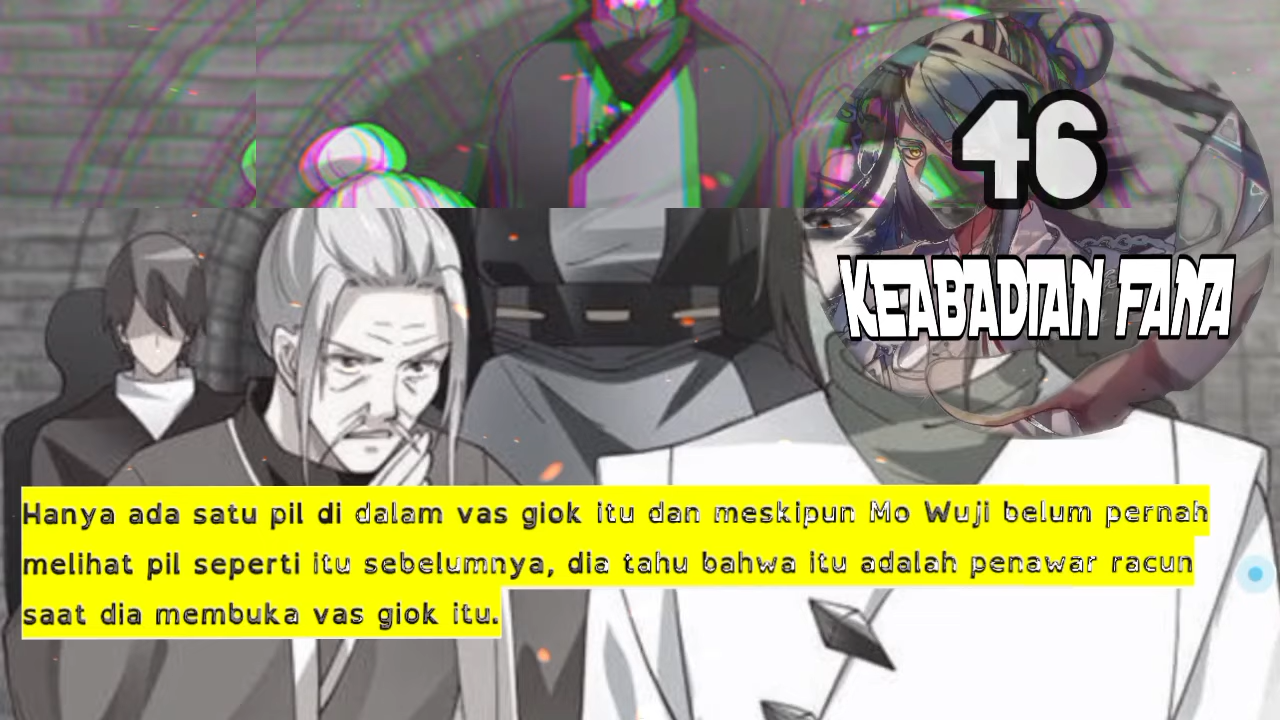 46
KEABADIAN FANA
Hanya ada satu pil di dalam vas giok itu dan meskipun Mo Wuji belum pernah
melihat pil seperti itu sebelumnya, dia tahu bahwa itu adalah penawar racun
saat dia membuka vas giok itu.